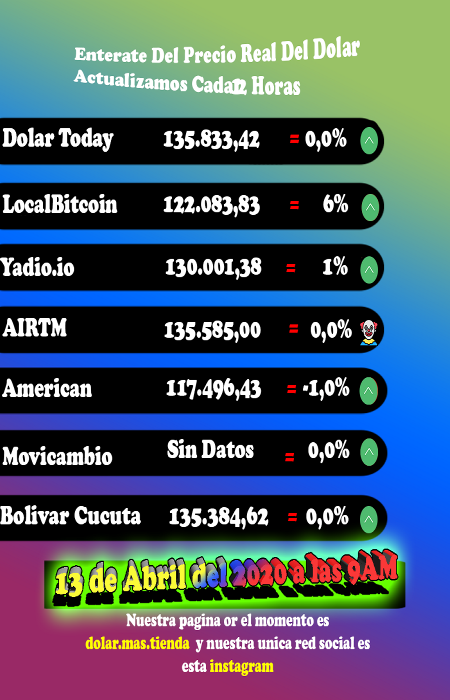 Enterate Del Precio Real Del Dolar
Actualizamos Cada 12 Horas
Dolar Today 135.833,42 = 0,0%
LocalBitcoin 122.083,83 = 6%
Yadio.io 130.001,38 = 1%
AIRTM 135.585,00 = 0,0%
American 117.496,43 = -1,0%
Movicambio Sin Datos = 0,0%
Bolivar Cucuta 135.384,62 = 0,0%
13 de Abril del 2020 a las 9AM
Nuestra pagina or el momento es
dolar.mas.tienda y nuestra unica red social es
esta instagram